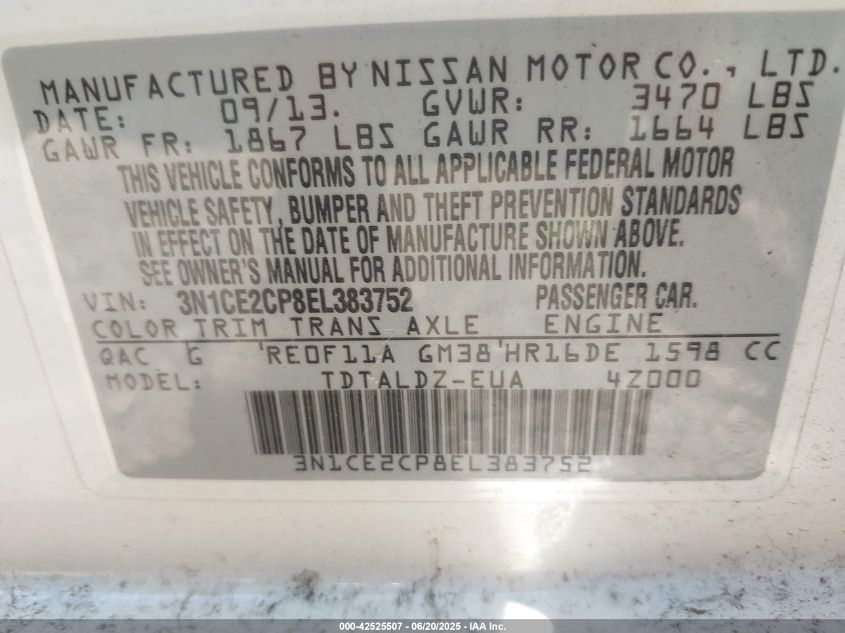 MANUFACTURED BY NISSAN MOTOR CO., LTD.
DATE: 09/13. GVWR: 3470 LBS
GAWR FR: 1867 LBS GAWR RR: 1664 LBS
THIS VEHICLE CONFORMS TO ALL APPLICABLE FEDERAL MOTOR
VEHICLE SAFETY, BUMPER AND THEFT PREVENTION STANDARDS
IN EFFECT ON THE DATE OF MANUFACTURE SHOWN ABOVE.
SEE OWNER'S MANUAL FOR ADDITIONAL INFORMATION.
VIN: 3N1CE2CP8EL383752 PASSENGER CAR.
COLOR TRIM TRANS AXLE ENGINE
QAC G 'RE0F11A GM38 'HR16DE 1598 CC
MODEL: TDTALDZ-EUA 4Z000
3N1CE2CP8EL383752
000-42525507 - 06/20/2025 - IAA Inc.